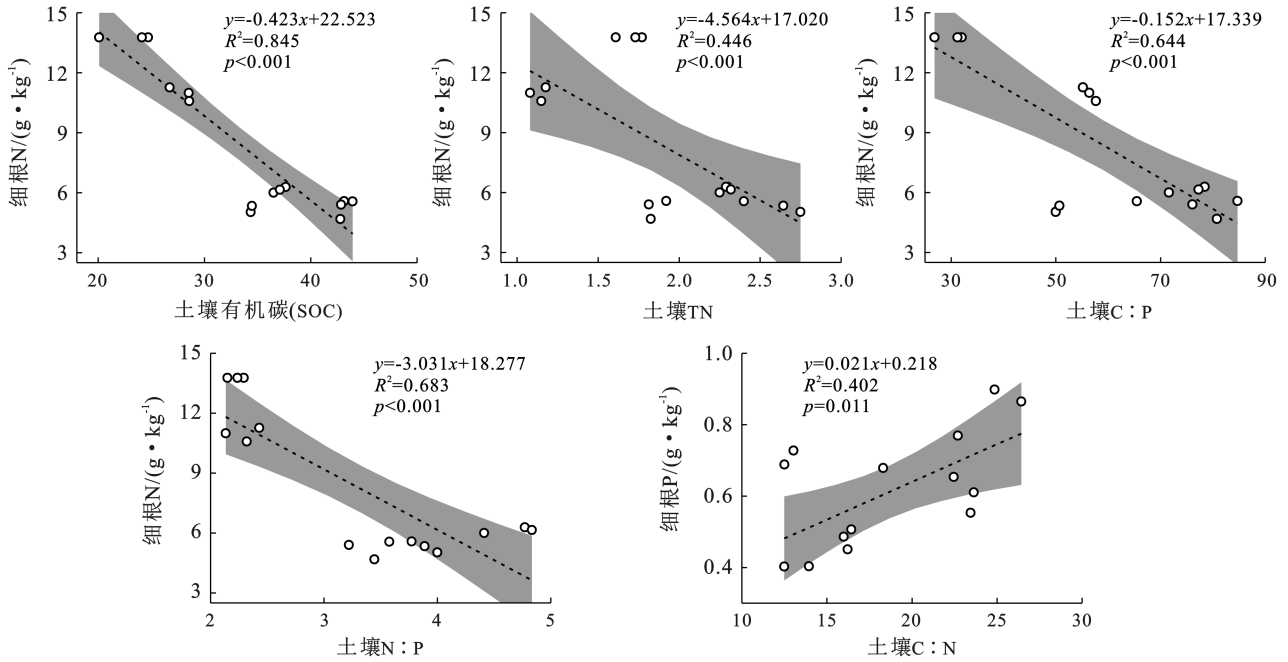 y=-0.423x+22.523
R²=0.845
p<0.001
细根N/(g•kg⁻¹)
15
12
9
6
3
20
30
40
50
土壤有机碳(SOC)
y=-4.564x+17.020
R²=0.446
p<0.001
细根N/(g•kg⁻¹)
15
12
9
6
3
1.0
1.5
2.0
2.5
3.0
土壤TN
y=-0.152x+17.339
R²=0.644
p<0.001
细根N/(g•kg⁻¹)
15
12
9
6
3
30
50
70
90
土壤C：P
y=-3.031x+18.277
R²=0.683
p<0.001
细根N/(g•kg⁻¹)
15
12
9
6
3
2
3
4
5
土壤N：P
y=0.021x+0.218
R²=0.402
p=0.011
细根P/(g•kg⁻¹)
1.0
0.8
0.6
0.4
10
15
20
25
30
土壤C：N